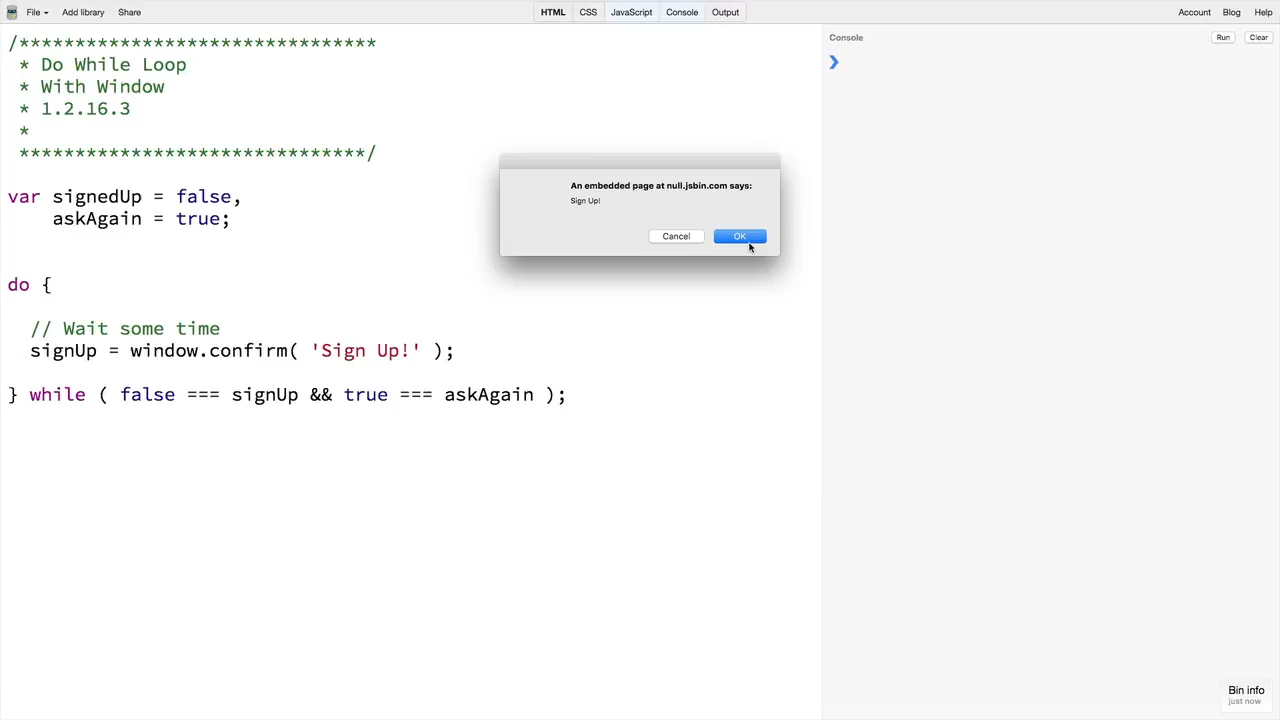 File Add library Share HTML CSS JavaScript Console Output Account Blog Help
/********************************
* Do While Loop
* With Window
* 1.2.16.3
*
*******************************/
var signedUp = false,
askAgain = true;
do {
// Wait some time
signUp = window.confirm( 'Sign Up!' );
} while ( false === signUp && true === askAgain );
An embedded page at null.jsbin.com says:
Sign Up!
Cancel OK
Console Run Clear
Bin info
just now